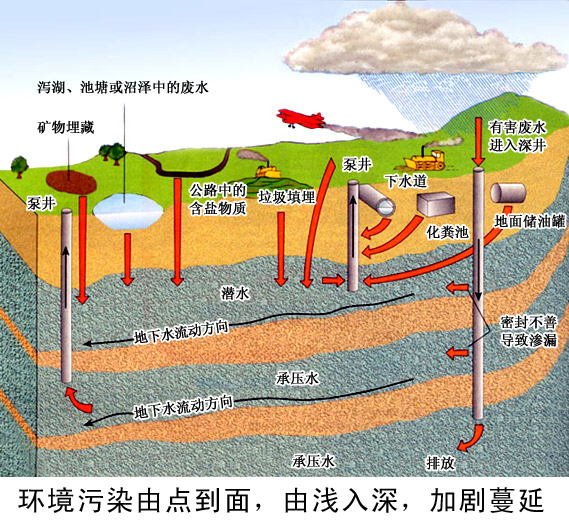 泻湖、池塘或沼泽中的废水
矿物埋藏
有害废水
进入深井
泵井
下水道
泵井
公路中的
含盐物质
垃圾填埋
化粪池
地面储油罐
潜水
地下水流动方向
密封不善
导致渗漏
承压水
地下水流动方向
承压水
排放
环境污染由点到面，由浅入深，加剧蔓延